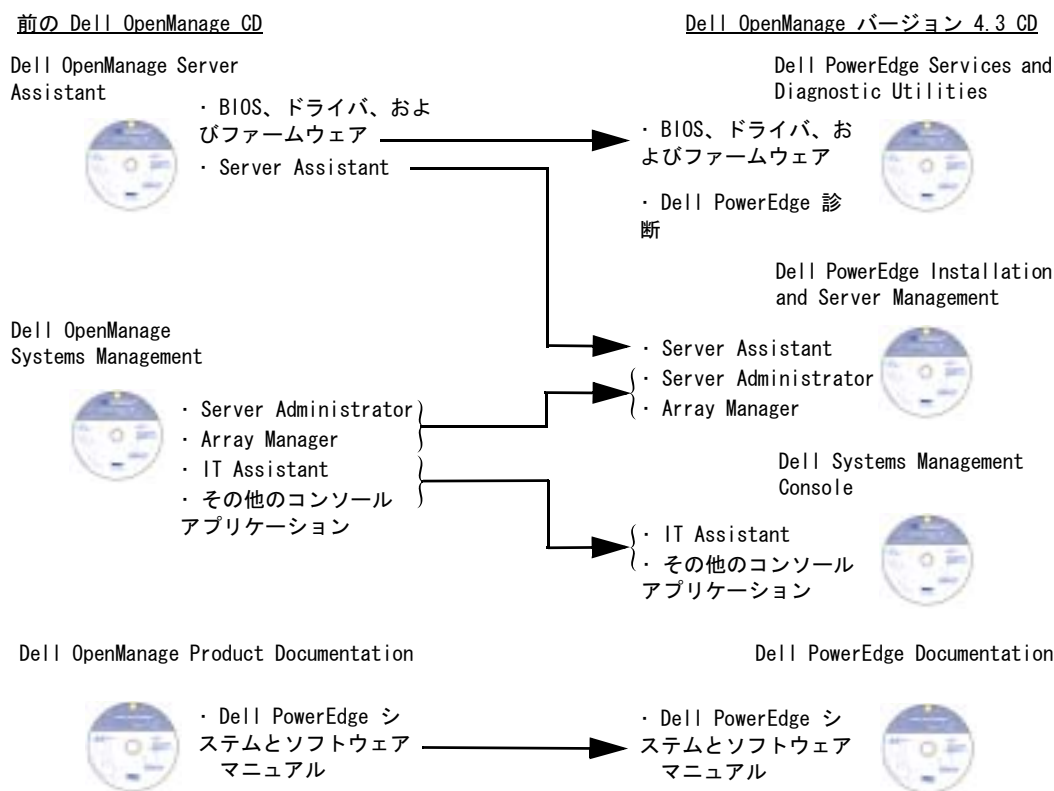 前の Dell OpenManage CD
Dell OpenManage バージョン 4.3 CD
Dell OpenManage Server
Assistant
· BIOS、ドライバ、およ
びファームウェア
· Server Assistant
Dell PowerEdge Services and
Diagnostic Utilities
· BIOS、ドライバ、お
よびファームウェア
· Dell PowerEdge 診
断
Dell PowerEdge Installation
and Server Management
Dell OpenManage
Systems Management
· Server Assistant
· Server Administrator
· Array Manager
· Server Administrator
· Array Manager
· IT Assistant
· その他のコンソール
アプリケーション
Dell Systems Management
Console
· IT Assistant
· その他のコンソール
アプリケーション
Dell OpenManage Product Documentation
Dell PowerEdge Documentation
· Dell PowerEdge シ
ステムとソフトウェア
マニュアル
· Dell PowerEdge シ
ステムとソフトウェア
マニュアル